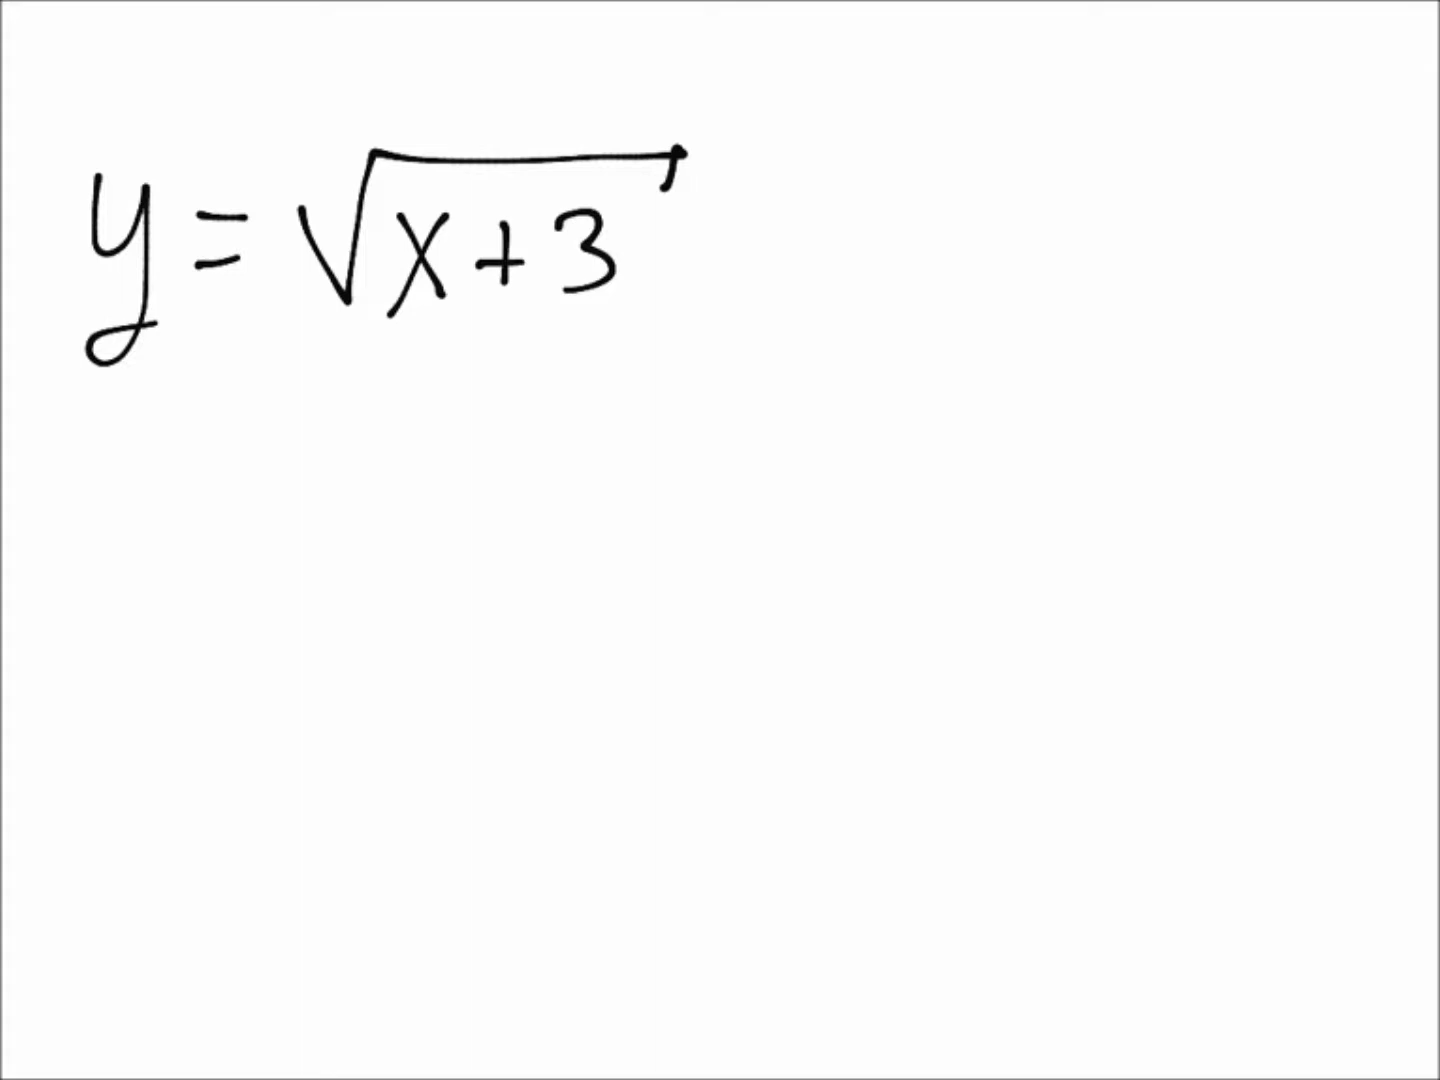 y = √(x+3)